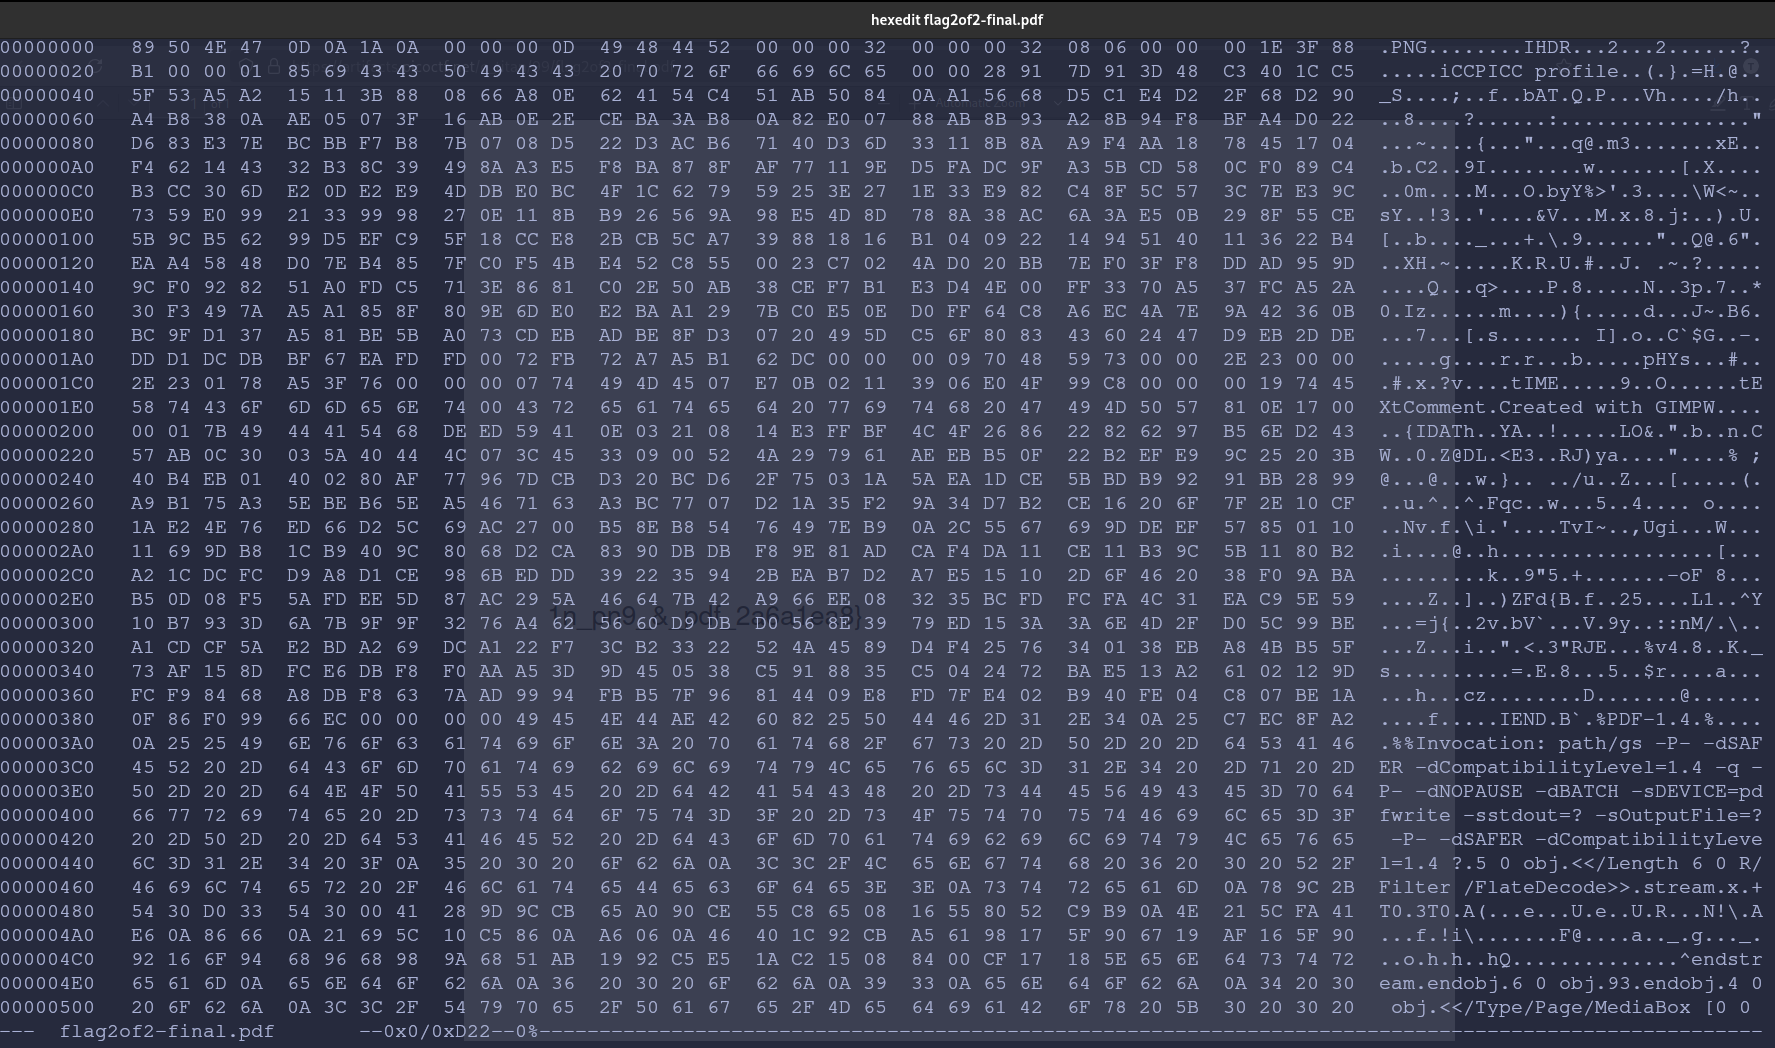 hexedit flag2of2-final.pdf
00000000 89 50 4E 47 0D 0A 1A 0A 00 00 00 0D 49 48 44 52 00 00 00 32 00 00 00 32 08 06 00 00 00 1E 3F 88 .PNG........IHDR...2...2......?.
00000020 B1 00 00 01 85 69 43 43 50 49 43 43 20 70 72 6F 66 69 6C 65 00 00 28 91 7D 91 3D 48 C3 40 1C C5 .....iCCPICC profile..(.}.=H.@..
00000040 5F 53 A5 A2 15 11 3B 88 08 66 A8 0E 62 41 54 C4 51 AB 50 84 0A A1 56 68 D5 C1 E4 D2 2F 68 D2 90 _S....;..f..bAT.Q.P...Vh..../h..
00000060 A4 B8 38 0A AE 05 07 3F 16 AB 0E 2E CE BA 3A B8 0A 82 E0 07 88 AB 8B 93 A2 8B 94 F8 BF A4 D0 22 ..8....?......:................"
00000080 D6 83 E3 7E BC BB F7 B8 7B 07 08 D5 22 D3 AC B6 71 40 D3 6D 33 11 8B 8A A9 F4 AA 18 78 45 17 04 ...~....{..."...q@.m3.......xE..
000000A0 F4 62 14 43 32 B3 8C 39 49 8A A3 E5 F8 BA 87 8F AF 77 11 9E D5 FA DC 9F A3 5B CD 58 0C F0 89 C4 .b.C2..9I........w.......[.X....
000000C0 B3 CC 30 6D E2 0D E2 E9 4D DB E0 BC 4F 1C 62 79 59 25 3E 27 1E 33 E9 82 C4 8F 5C 57 3C 7E E3 9C ..0m....M...O.byY%>'.3....\W<~..
000000E0 73 59 E0 99 21 33 99 98 27 0E 11 8B B9 26 56 9A 98 E5 4D 8D 78 8A 38 AC 6A 3A E5 0B 29 8F 55 CE sY..!3..'....&V...M.x.8.j:..).U.
00000100 5B 9C B5 62 99 D5 EF C9 5F 18 CC E8 2B CB 5C A7 39 88 18 16 B1 04 09 22 14 94 51 40 11 36 22 B4 [..b...._...+.\.9......"..Q@.6".
00000120 EA A4 58 48 D0 7E B4 85 7F C0 F5 4B E4 52 C8 55 00 23 C7 02 4A D0 20 BB 7E F0 3F F8 DD AD 95 9D ..XH.~.....K.R.U.#..J. .~.?.....
00000140 9C F0 92 82 51 A0 FD C5 71 3E 86 81 C0 2E 50 AB 38 CE F7 B1 E3 D4 4E 00 FF 33 70 A5 37 FC A5 2A ....Q...q>....P.8.....N..3p.7..*
00000160 30 F3 49 7A A5 A1 85 8F 80 9E 6D E0 E2 BA A1 29 7B C0 E5 0E D0 FF 64 C8 A6 EC 4A 7E 9A 42 36 0B 0.Iz......m....){.....d...J~.B6.
00000180 BC 9F D1 37 A5 81 BE 5B A0 73 CD EB AD BE 8F D3 07 20 49 5D C5 6F 80 83 43 60 24 47 D9 EB 2D DE ...7...[.s....... I].o..C`$G..-.
000001A0 DD D1 DC DB BF 67 EA FD FD 00 72 FB 72 A7 A5 B1 62 DC 00 00 00 09 70 48 59 73 00 00 2E 23 00 00 .....g....r.r...b.....pHYs...#..
000001C0 2E 23 01 78 A5 3F 76 00 00 00 07 74 49 4D 45 07 E7 0B 02 11 39 06 E0 4F 99 C8 00 00 00 19 74 45 .#.x.?v....tIME.....9..O......tE
000001E0 58 74 43 6F 6D 6D 65 6E 74 00 43 72 65 61 74 65 64 20 77 69 74 68 20 47 49 4D 50 57 81 0E 17 00 XtComment.Created with GIMPW....
00000200 00 01 7B 49 44 41 54 68 DE ED 59 41 0E 03 21 08 14 E3 FF BF 4C 4F 26 86 22 82 62 97 B5 6E D2 43 ..{IDATh..YA..!.....LO&.".b..n.C
00000220 57 AB 0C 30 03 5A 40 44 4C 07 3C 45 33 09 00 52 4A 29 79 61 AE EB B5 0F 22 B2 EF E9 9C 25 20 3B W..0.Z@DL.<E3..RJ)ya...."....% ;
00000240 40 B4 EB 01 40 02 80 AF 77 96 7D CB D3 20 BC D6 2F 75 03 1A 5A EA 1D CE 5B BD B9 92 91 BB 28 99 @...@...w.}.. ../u..Z...[.....(.
00000260 A9 B1 75 A3 5E BE B6 5E A5 46 71 63 A3 BC 77 07 D2 1A 35 F2 9A 34 D7 B2 CE 16 20 6F 7F 2E 10 CF ..u.^..^.Fqc..w...5..4.... o....
00000280 1A E2 4E 76 ED 66 D2 5C 69 AC 27 00 B5 8E B8 54 76 49 7E B9 0A 2C 55 67 69 9D DE EF 57 85 01 10 ..Nv.f.\i.'....TvI~..,Ugi...W...
000002A0 11 69 9D B8 1C B9 40 9C 80 68 D2 CA 83 90 DB DB F8 9E 81 AD CA F4 DA 11 CE 11 B3 9C 5B 11 80 B2 .i....@..h..................[...
000002C0 A2 1C DC FC D9 A8 D1 CE 98 6B ED DD 39 22 35 94 2B EA B7 D2 A7 E5 15 10 2D 6F 46 20 38 F0 9A BA .........k..9"5.+.......-oF 8...
000002E0 B5 0D 08 F5 5A FD EE 5D 87 AC 29 5A 46 64 7B 42 A9 66 EE 08 32 35 BC FD FC FA 4C 31 EA C9 5E 59 ....Z..]..)ZFd{B.f..25....L1..^Y
00000300 10 B7 93 3D 6A 7B 9F 9F 32 76 A4 62 56 60 D9 DB D0 56 8E 39 79 ED 15 3A 3A 6E 4D 2F D0 5C 99 BE ...=j{..2v.bV`...V.9y..::nM/.\..
00000320 A1 CD CF 5A E2 BD A2 69 DC A1 22 F7 3C B2 33 22 52 4A 45 89 D4 F4 25 76 34 01 38 EB A8 4B B5 5F ...Z...i..".<.3"RJE...%v4.8..K._
00000340 73 AF 15 8D FC E6 DB F8 F0 AA A5 3D 9D 45 05 38 C5 91 88 35 C5 04 24 72 BA E5 13 A2 61 02 12 9D s..........=.E.8...5..$r....a...
00000360 FC F9 84 68 A8 DB F8 63 7A AD 99 94 FB B5 7F 96 81 44 09 E8 FD 7F E4 02 B9 40 FE 04 C8 07 BE 1A ...h...cz........D.......@......
00000380 0F 86 F0 99 66 EC 00 00 00 00 49 45 4E 44 AE 42 60 82 25 50 44 46 2D 31 2E 34 0A 25 C7 EC 8F A2 ....f.....IEND.B`.%PDF-1.4.%....
000003A0 0A 25 25 49 6E 76 6F 63 61 74 69 6F 6E 3A 20 70 61 74 68 2F 67 73 20 2D 50 2D 20 2D 64 53 41 46 .%%Invocation: path/gs -P- -dSAF
000003C0 45 52 20 2D 64 43 6F 6D 70 61 74 69 62 69 6C 69 74 79 4C 65 76 65 6C 3D 31 2E 34 20 2D 71 20 2D ER -dCompatibilityLevel=1.4 -q -
000003E0 50 2D 20 2D 64 4E 4F 50 41 55 53 45 20 2D 64 42 41 54 43 48 20 2D 73 44 45 56 49 43 45 3D 70 64 P- -dNOPAUSE -dBATCH -sDEVICE=pd
00000400 66 77 72 69 74 65 20 2D 73 73 74 64 6F 75 74 3D 3F 20 2D 73 4F 75 74 70 75 74 46 69 6C 65 3D 3F fwrite -sstdout=? -sOutputFile=?
00000420 20 2D 50 2D 20 2D 64 53 41 46 45 52 20 2D 64 43 6F 6D 70 61 74 69 62 69 6C 69 74 79 4C 65 76 65  -P- -dSAFER -dCompatibilityLeve
00000440 6C 3D 31 2E 34 20 3F 0A 35 20 30 20 6F 62 6A 0A 3C 3C 2F 4C 65 6E 67 74 68 20 36 20 30 20 52 2F l=1.4 ?.5 0 obj.<</Length 6 0 R/
00000460 46 69 6C 74 65 72 20 2F 46 6C 61 74 65 44 65 63 6F 64 65 3E 3E 0A 73 74 72 65 61 6D 0A 78 9C 2B Filter /FlateDecode>>.stream.x.+
00000480 54 30 D0 33 54 30 00 41 28 9D 9C CB 65 A0 90 CE 55 C8 65 08 16 55 80 52 C9 B9 0A 4E 21 5C FA 41 T0.3T0.A(...e...U.e..U.R...N!\.A
000004A0 E6 0A 86 66 0A 21 69 5C 10 C5 86 0A A6 06 0A 46 40 1C 92 CB A5 61 98 17 5F 90 67 19 AF 16 5F 90 ...f.!i\.......F@....a.._.g..._.
000004C0 92 16 6F 94 68 96 68 98 9A 68 51 AB 19 92 C5 E5 1A C2 15 08 84 00 CF 17 18 5E 65 6E 64 73 74 72 ..o.h.h..hQ..............^endstr
000004E0 65 61 6D 0A 65 6E 64 6F 62 6A 0A 36 20 30 20 6F 62 6A 0A 39 33 0A 65 6E 64 6F 62 6A 0A 34 20 30 eam.endobj.6 0 obj.93.endobj.4 0
00000500 20 6F 62 6A 0A 3C 3C 2F 54 79 70 65 2F 50 61 67 65 2F 4D 65 64 69 61 42 6F 78 20 5B 30 20 30 20  obj.<</Type/Page/MediaBox [0 0
--- flag2of2-final.pdf --0x0/0xD22--0%---